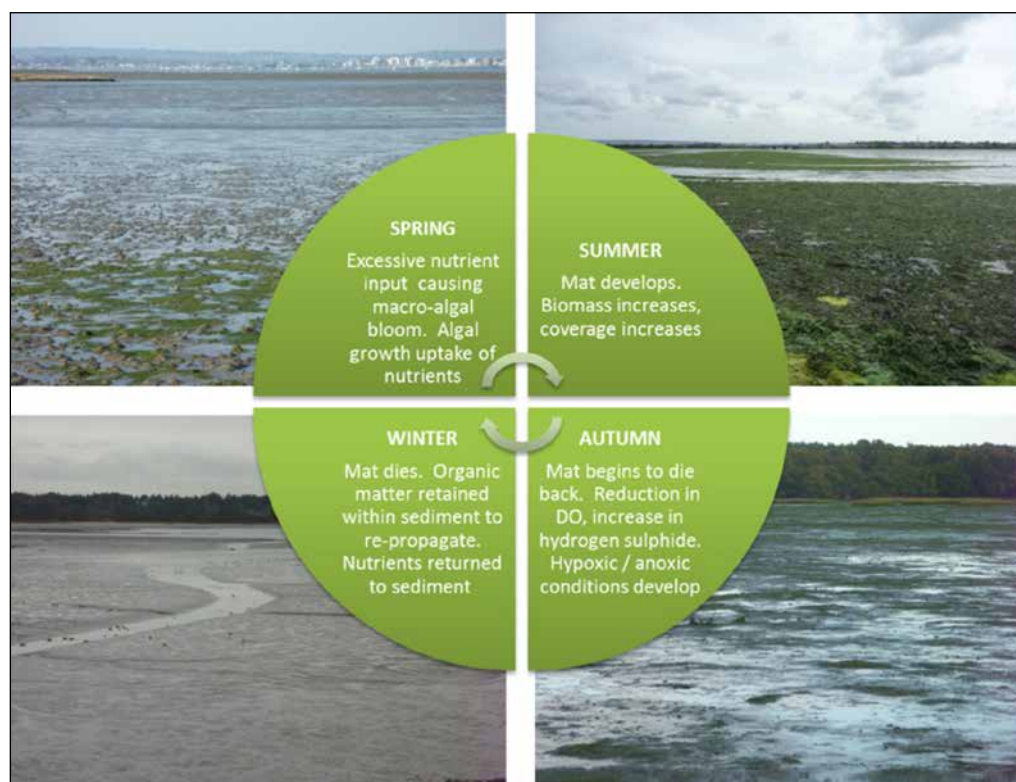 SPRING
Excessive nutrient
input causing
macro-algal
bloom. Algal
growth uptake of
nutrients
SUMMER
Mat develops.
Biomass increases,
coverage increases
WINTER
Mat dies. Organic
matter retained
within sediment to
re-propagate.
Nutrients returned
to sediment
AUTUMN
Mat begins to die
back. Reduction in
DO, increase in
hydrogen sulphide.
Hypoxic / anoxic
conditions develop